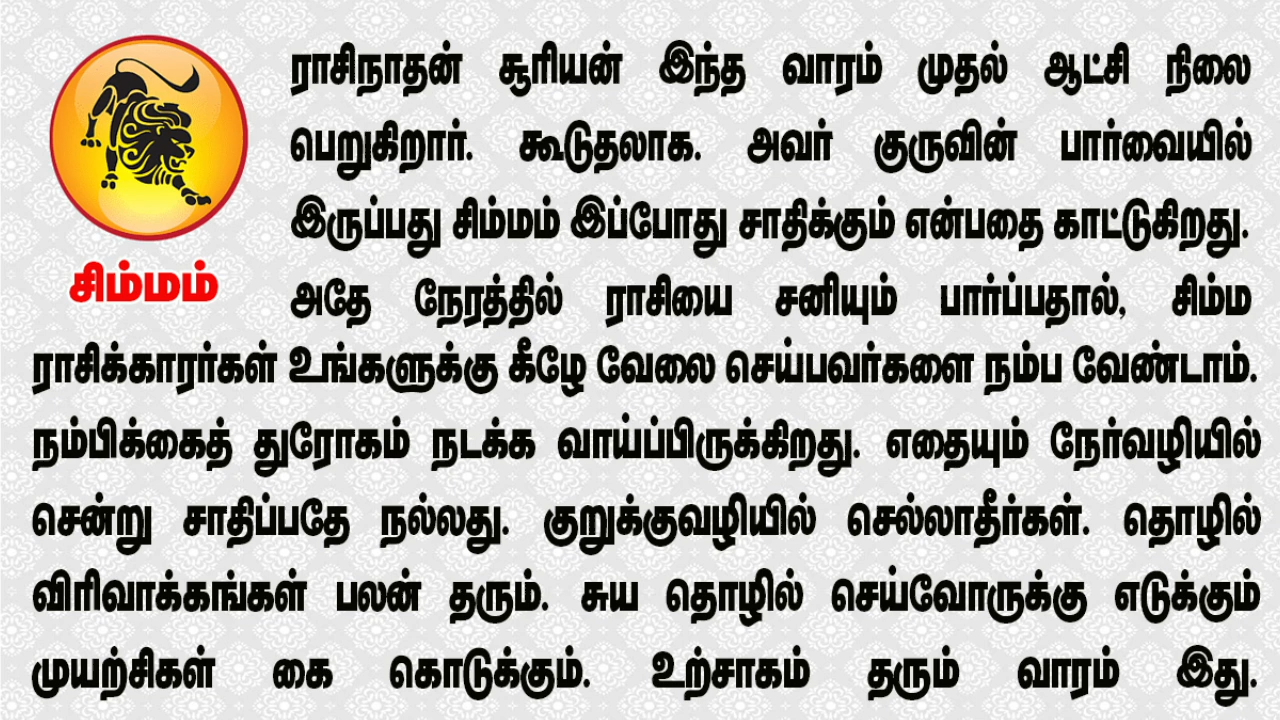 ராசிநாதன் சூரியன் இந்த வாரம் முதல் ஆட்சி நிலை
பெறுகிறார். கூடுதலாக. அவர் குருவின் பார்வையில்
இருப்பது சிம்மம் இப்போது சாதிக்கும் என்பதை காட்டுகிறது.
சிம்மம்
அதே நேரத்தில் ராசியை சனியும் பார்ப்பதால், சிம்ம
ராசிக்காரர்கள் உங்களுக்கு கீழே வேலை செய்பவர்களை நம்ப வேண்டாம்.
நம்பிக்கைத் துரோகம் நடக்க வாய்ப்பிருக்கிறது. எதையும் நேர்வழியில்
சென்று சாதிப்பதே நல்லது. குறுக்குவழியில் செல்லாதீர்கள். தொழில்
விரிவாக்கங்கள் பலன் தரும். சுய தொழில் செய்வோருக்கு எடுக்கும்
முயற்சிகள் கை கொடுக்கும். உற்சாகம் தரும் வாரம் இது.